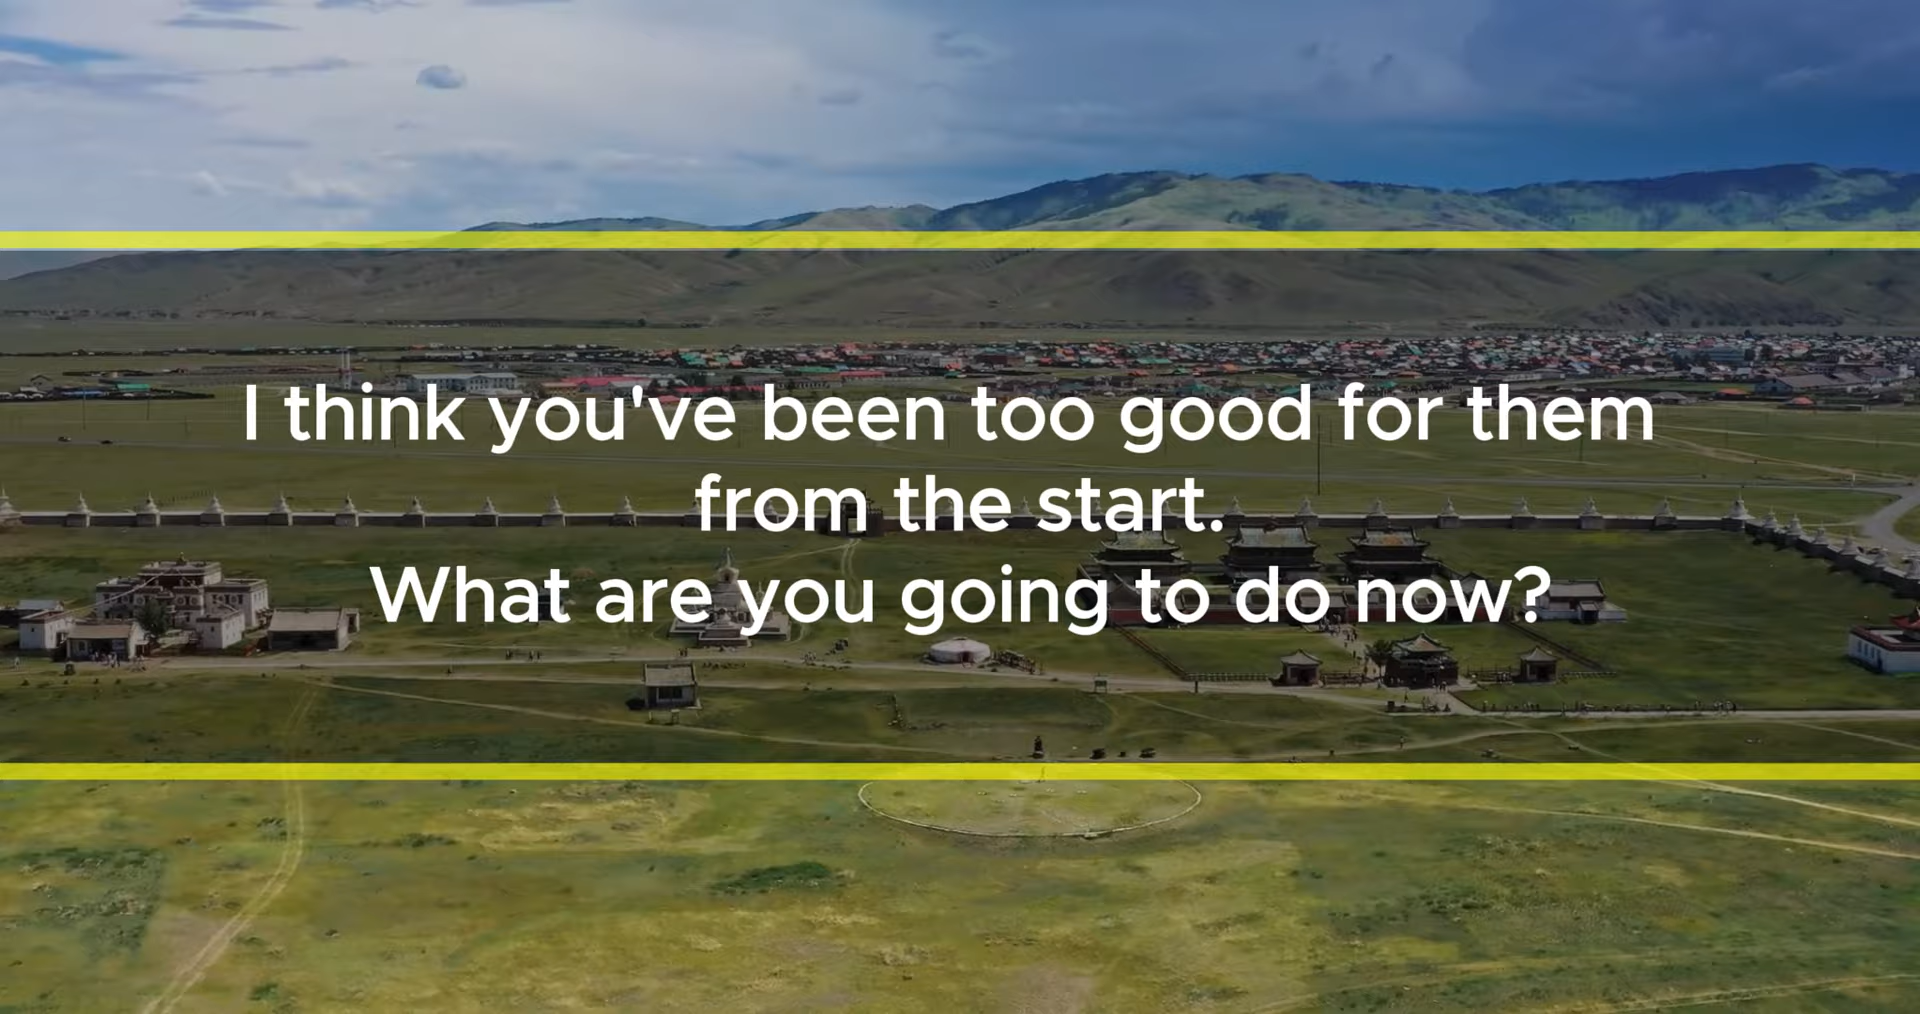 I think you've been too good for them
from the start.
What are you going to do now?